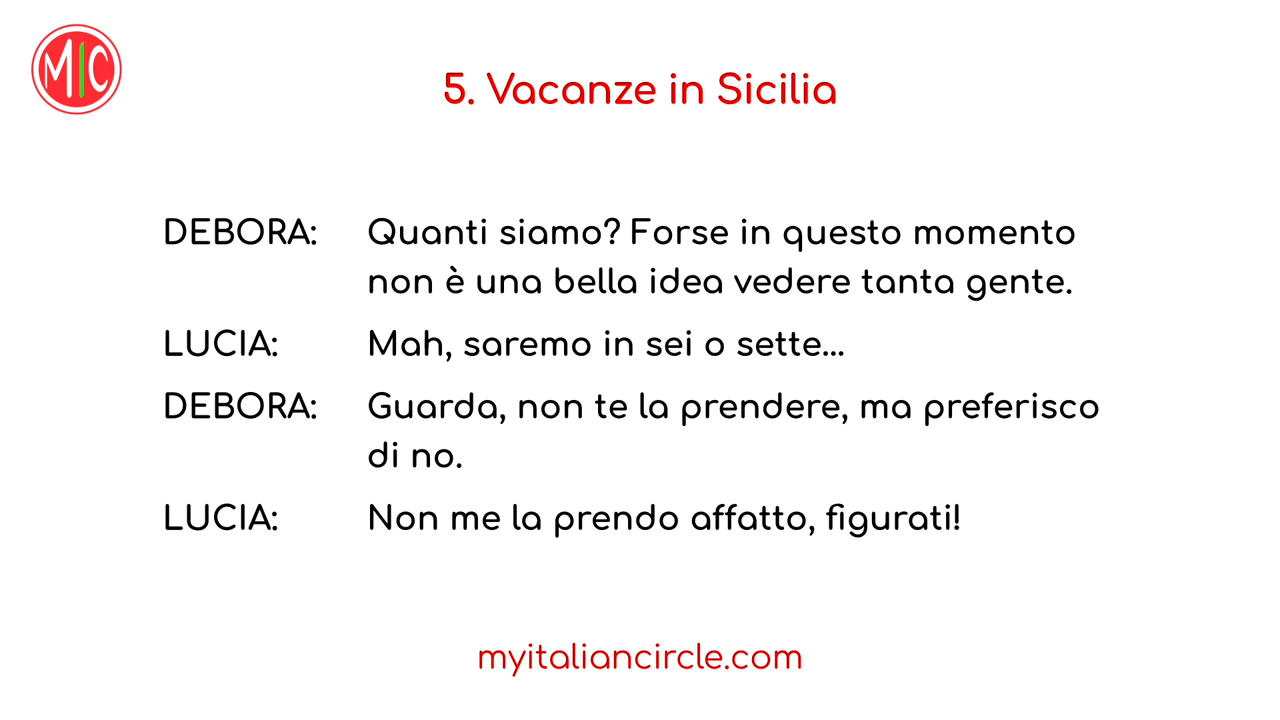 MIC
5. Vacanze in Sicilia
DEBORA: Quanti siamo? Forse in questo momento
non è una bella idea vedere tanta gente.
LUCIA: Mah, saremo in sei o sette...
DEBORA: Guarda, non te la prendere, ma preferisco
di no.
LUCIA: Non me la prendo affatto, figurati!
myitaliancircle.com